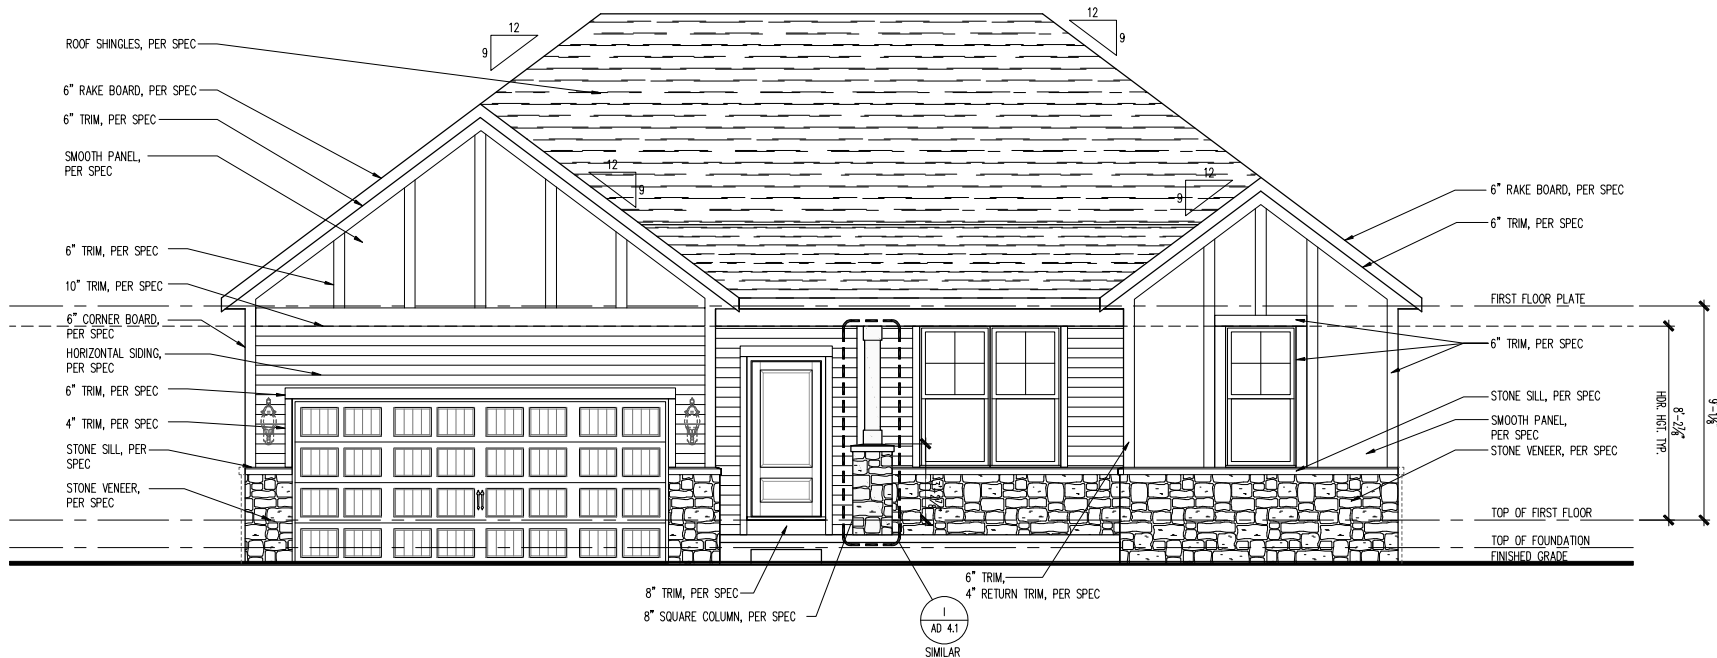 12
9
12
9
ROOF SHINGLES, PER SPEC
6" RAKE BOARD, PER SPEC
6" TRIM, PER SPEC
SMOOTH PANEL,
PER SPEC
12
9
12
9
6" RAKE BOARD, PER SPEC
6" TRIM, PER SPEC
6" TRIM, PER SPEC
10" TRIM, PER SPEC
6" CORNER BOARD,
PER SPEC
HORIZONTAL SIDING,
PER SPEC
6" TRIM, PER SPEC
4" TRIM, PER SPEC
STONE SILL, PER
SPEC
STONE VENEER,
PER SPEC
FIRST FLOOR PLATE
6" TRIM, PER SPEC
STONE SILL, PER SPEC
SMOOTH PANEL,
PER SPEC
STONE VENEER, PER SPEC
TOP OF FIRST FLOOR
TOP OF FOUNDATION
FINISHED GRADE
8'-2⅞"
HDR. HGT. TYP.
9'-1⅛"
8" TRIM, PER SPEC
8" SQUARE COLUMN, PER SPEC
6" TRIM,
4" RETURN TRIM, PER SPEC
1
AD 4.1
SIMILAR